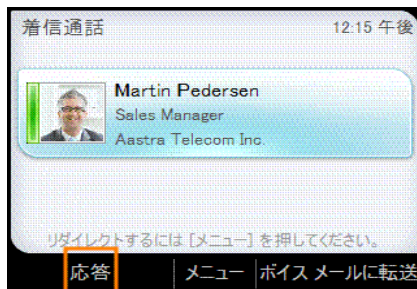 着信通話 12:15 午後
Martin Pedersen
Sales Manager
Aastra Telecom Inc.
リダイレクトするには [メニュー] を押してください。
応答 メニュー ボイス メールに転送